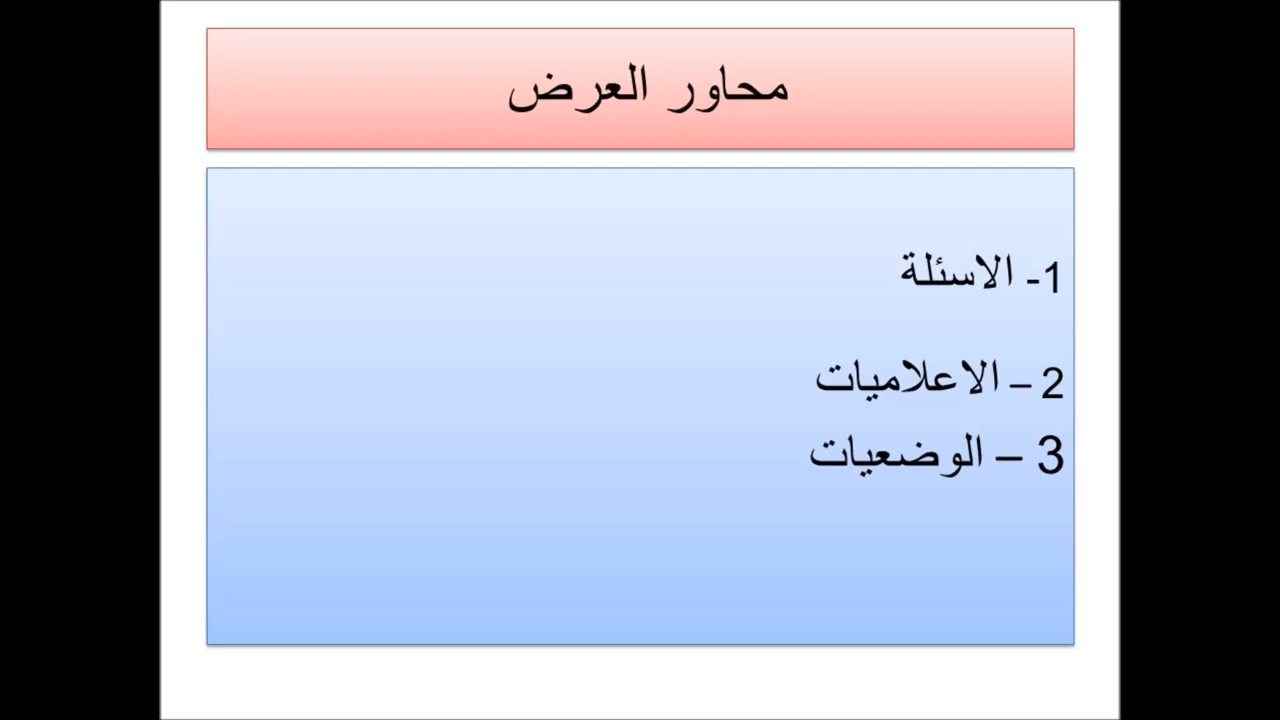 محاور العرض
1- الاسئلة
2 – الاعلاميات
3 – الوضعيات